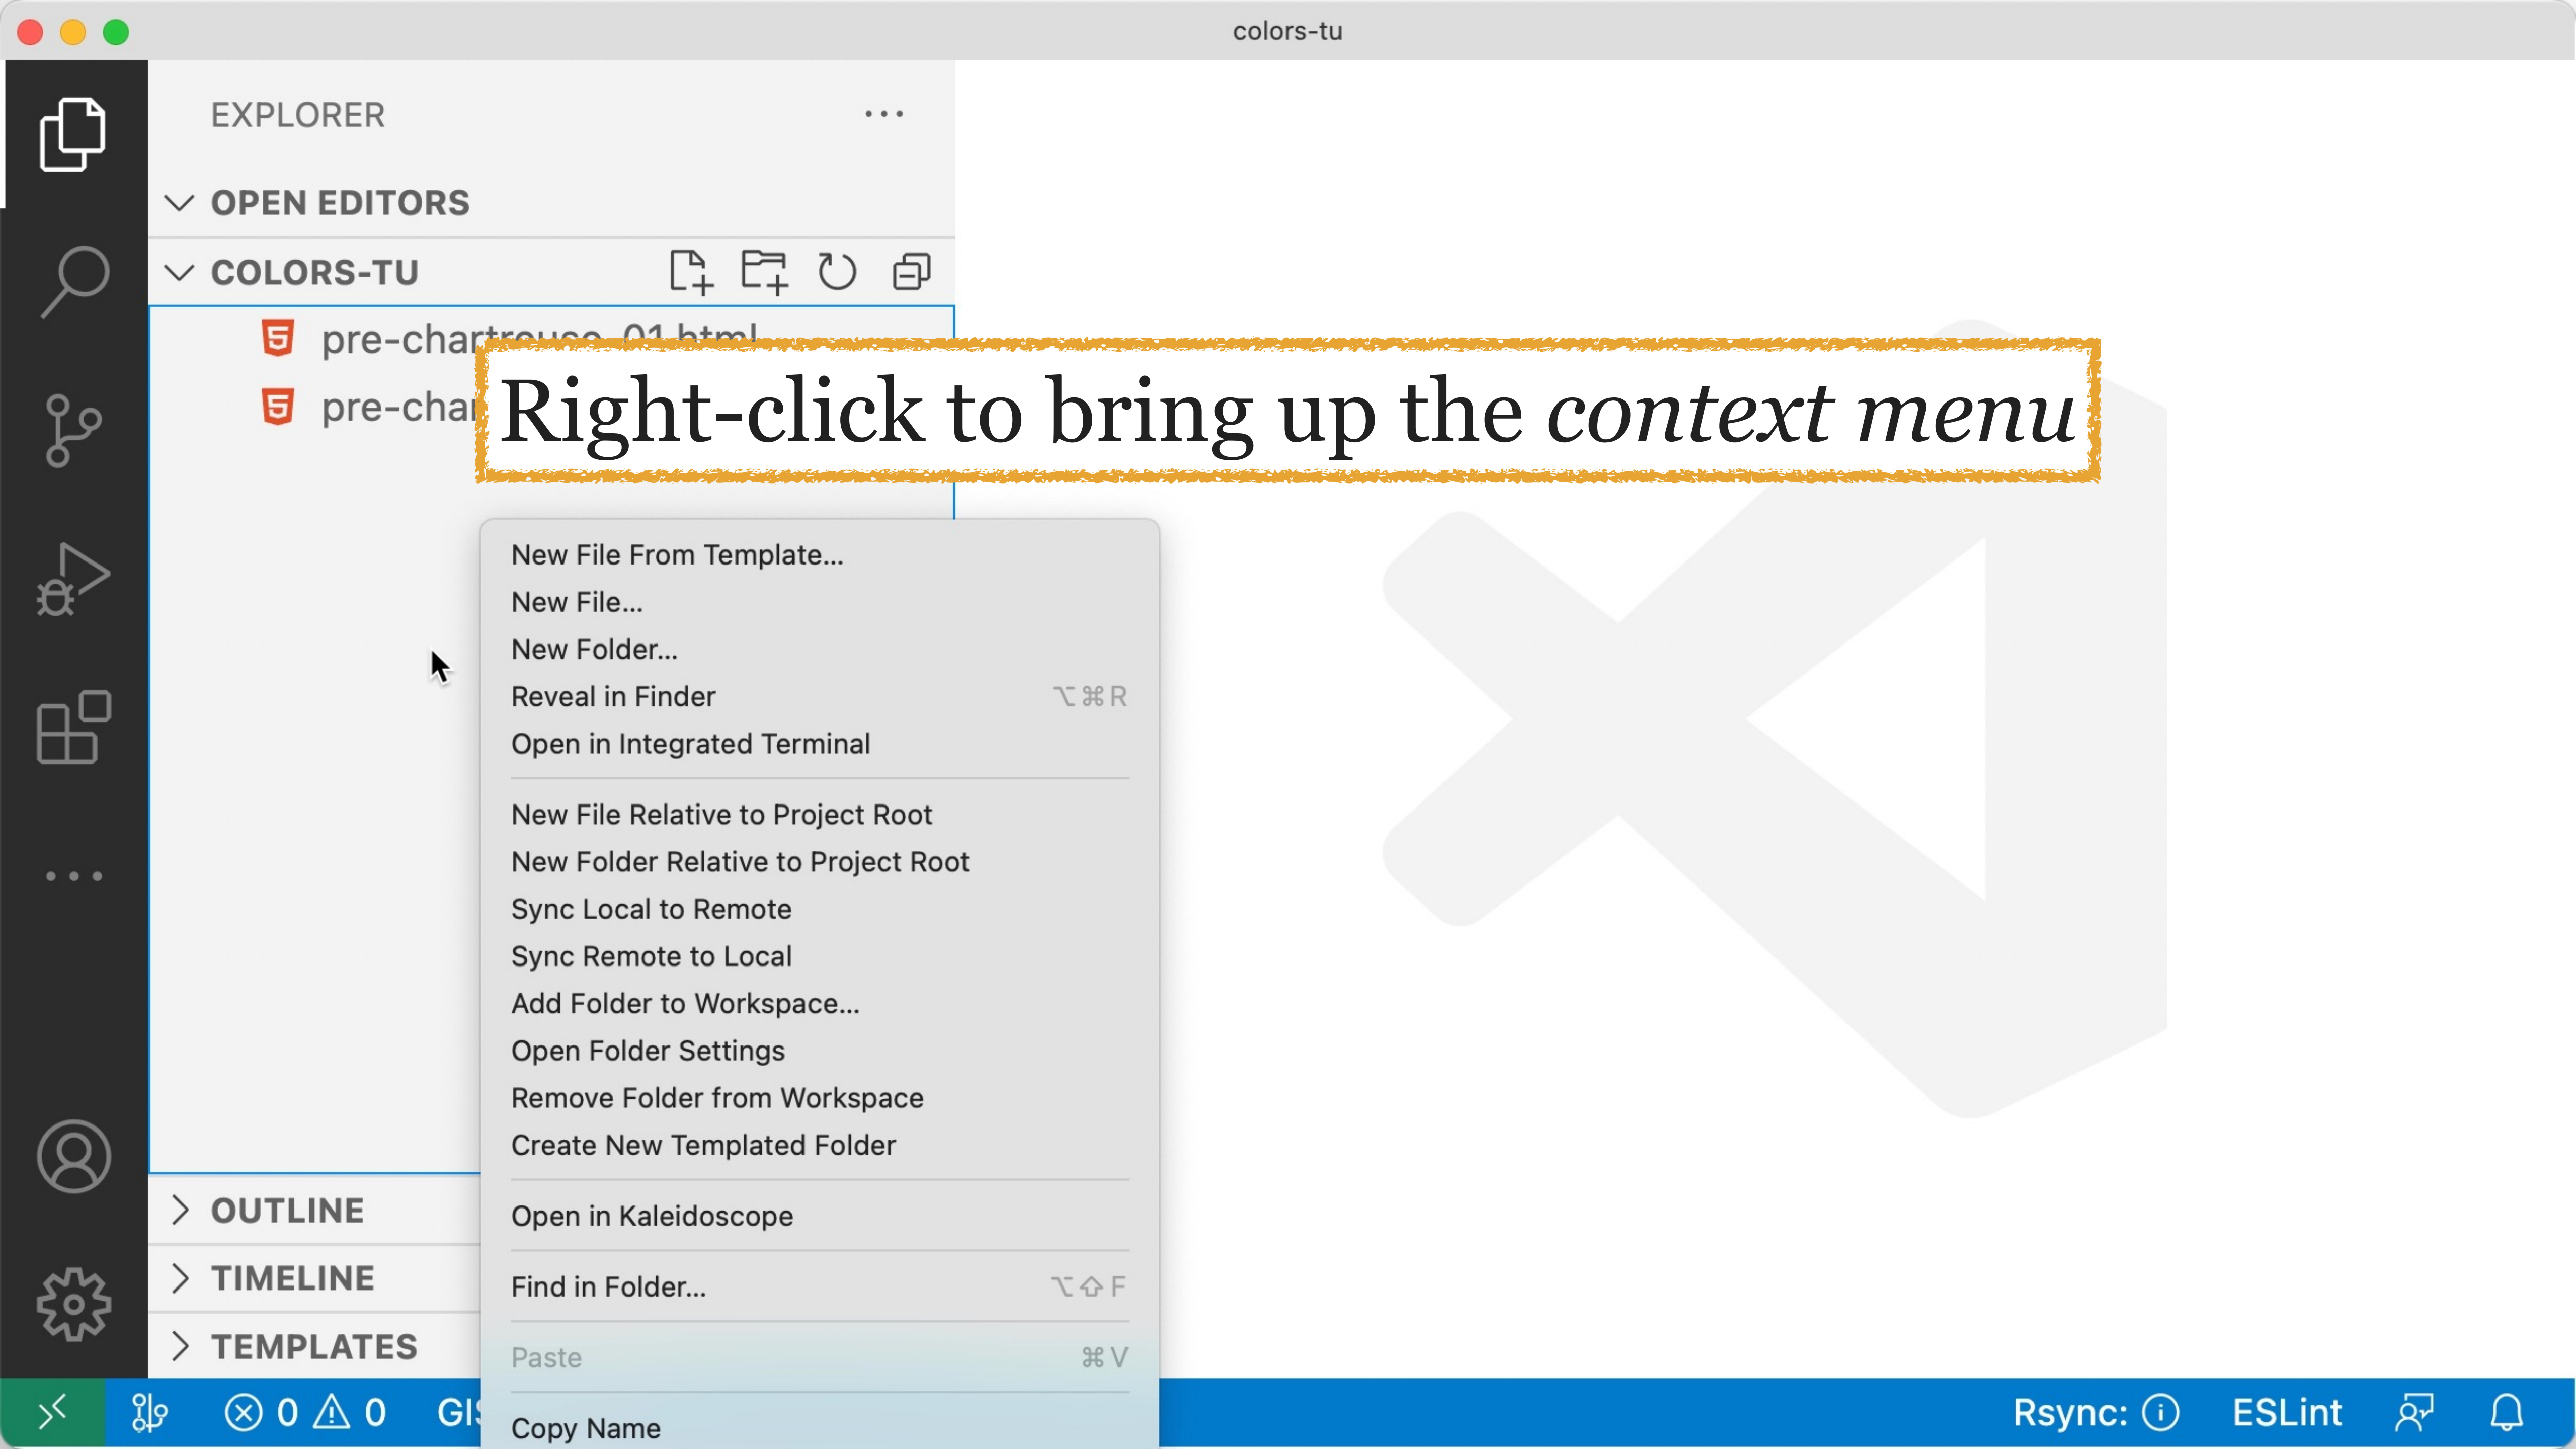 colors-tu
EXPLORER
OPEN EDITORS
COLORS-TU
Right-click to bring up the context menu
New File From Template...
New File...
New Folder...
Reveal in Finder ⌥⌘R
Open in Integrated Terminal
New File Relative to Project Root
New Folder Relative to Project Root
Sync Local to Remote
Sync Remote to Local
Add Folder to Workspace...
Open Folder Settings
Remove Folder from Workspace
Create New Templated Folder
Open in Kaleidoscope
Find in Folder... ⌥⇧F
Paste ⌘V
Copy Name
OUTLINE
TIMELINE
TEMPLATES
0 0
Rsync: ESLint